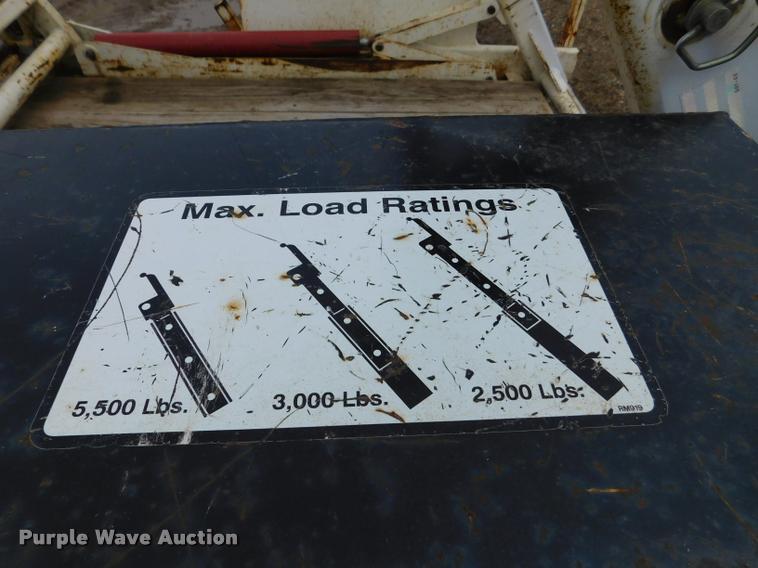 Max. Load Ratings
5,500 Lbs.
3,000 Lbs.
2,500 Lbs.
RM919
Purple Wave Auction